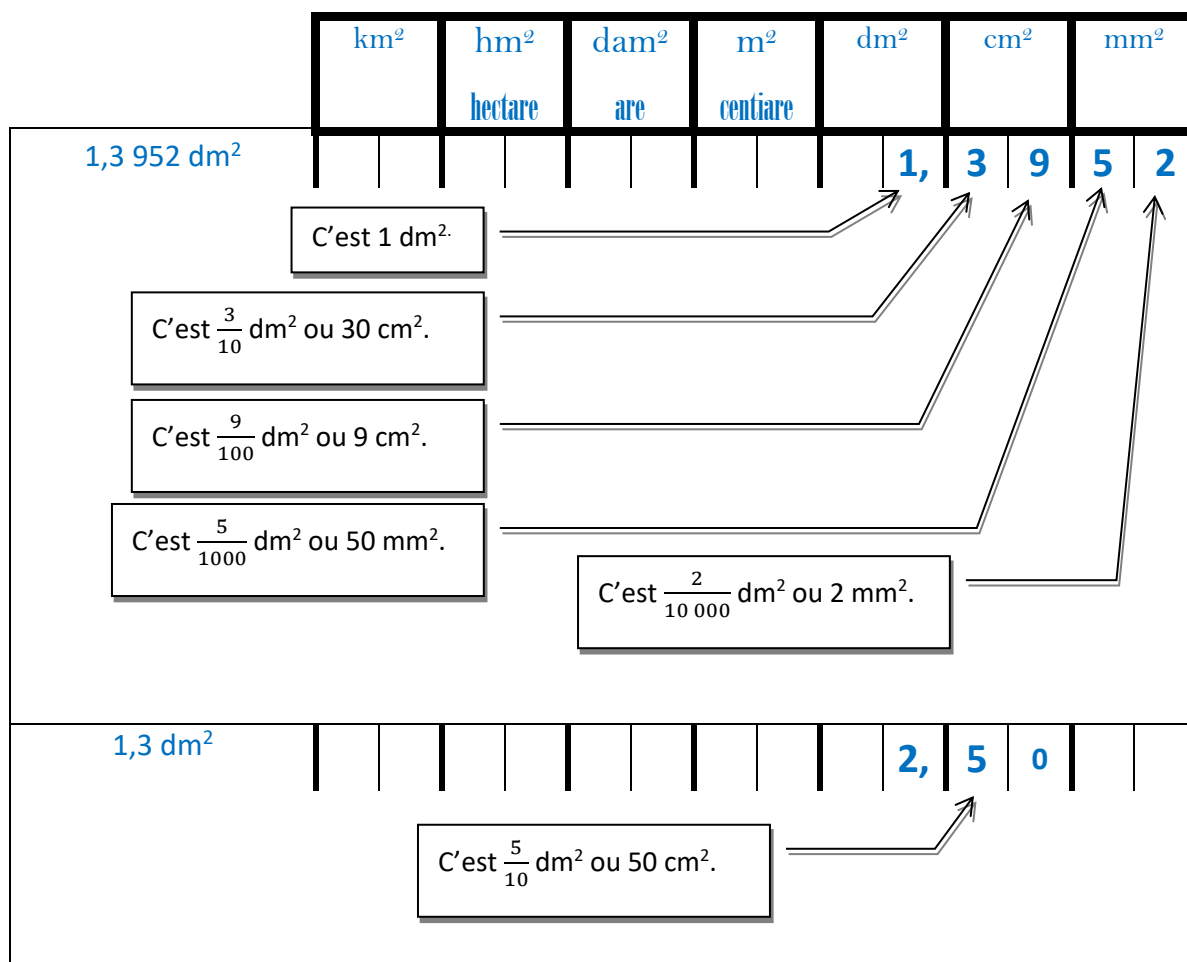 km² hm² dam² m² dm² cm² mm²
hectare are centiare
1,3 952 dm² 1, 3 9 5 2
C'est 1 dm².
C'est 3/10 dm² ou 30 cm².
C'est 9/100 dm² ou 9 cm².
C'est 5/1000 dm² ou 50 mm².
C'est 2/10 000 dm² ou 2 mm².
1,3 dm² 2, 5 0
C'est 5/10 dm² ou 50 cm².